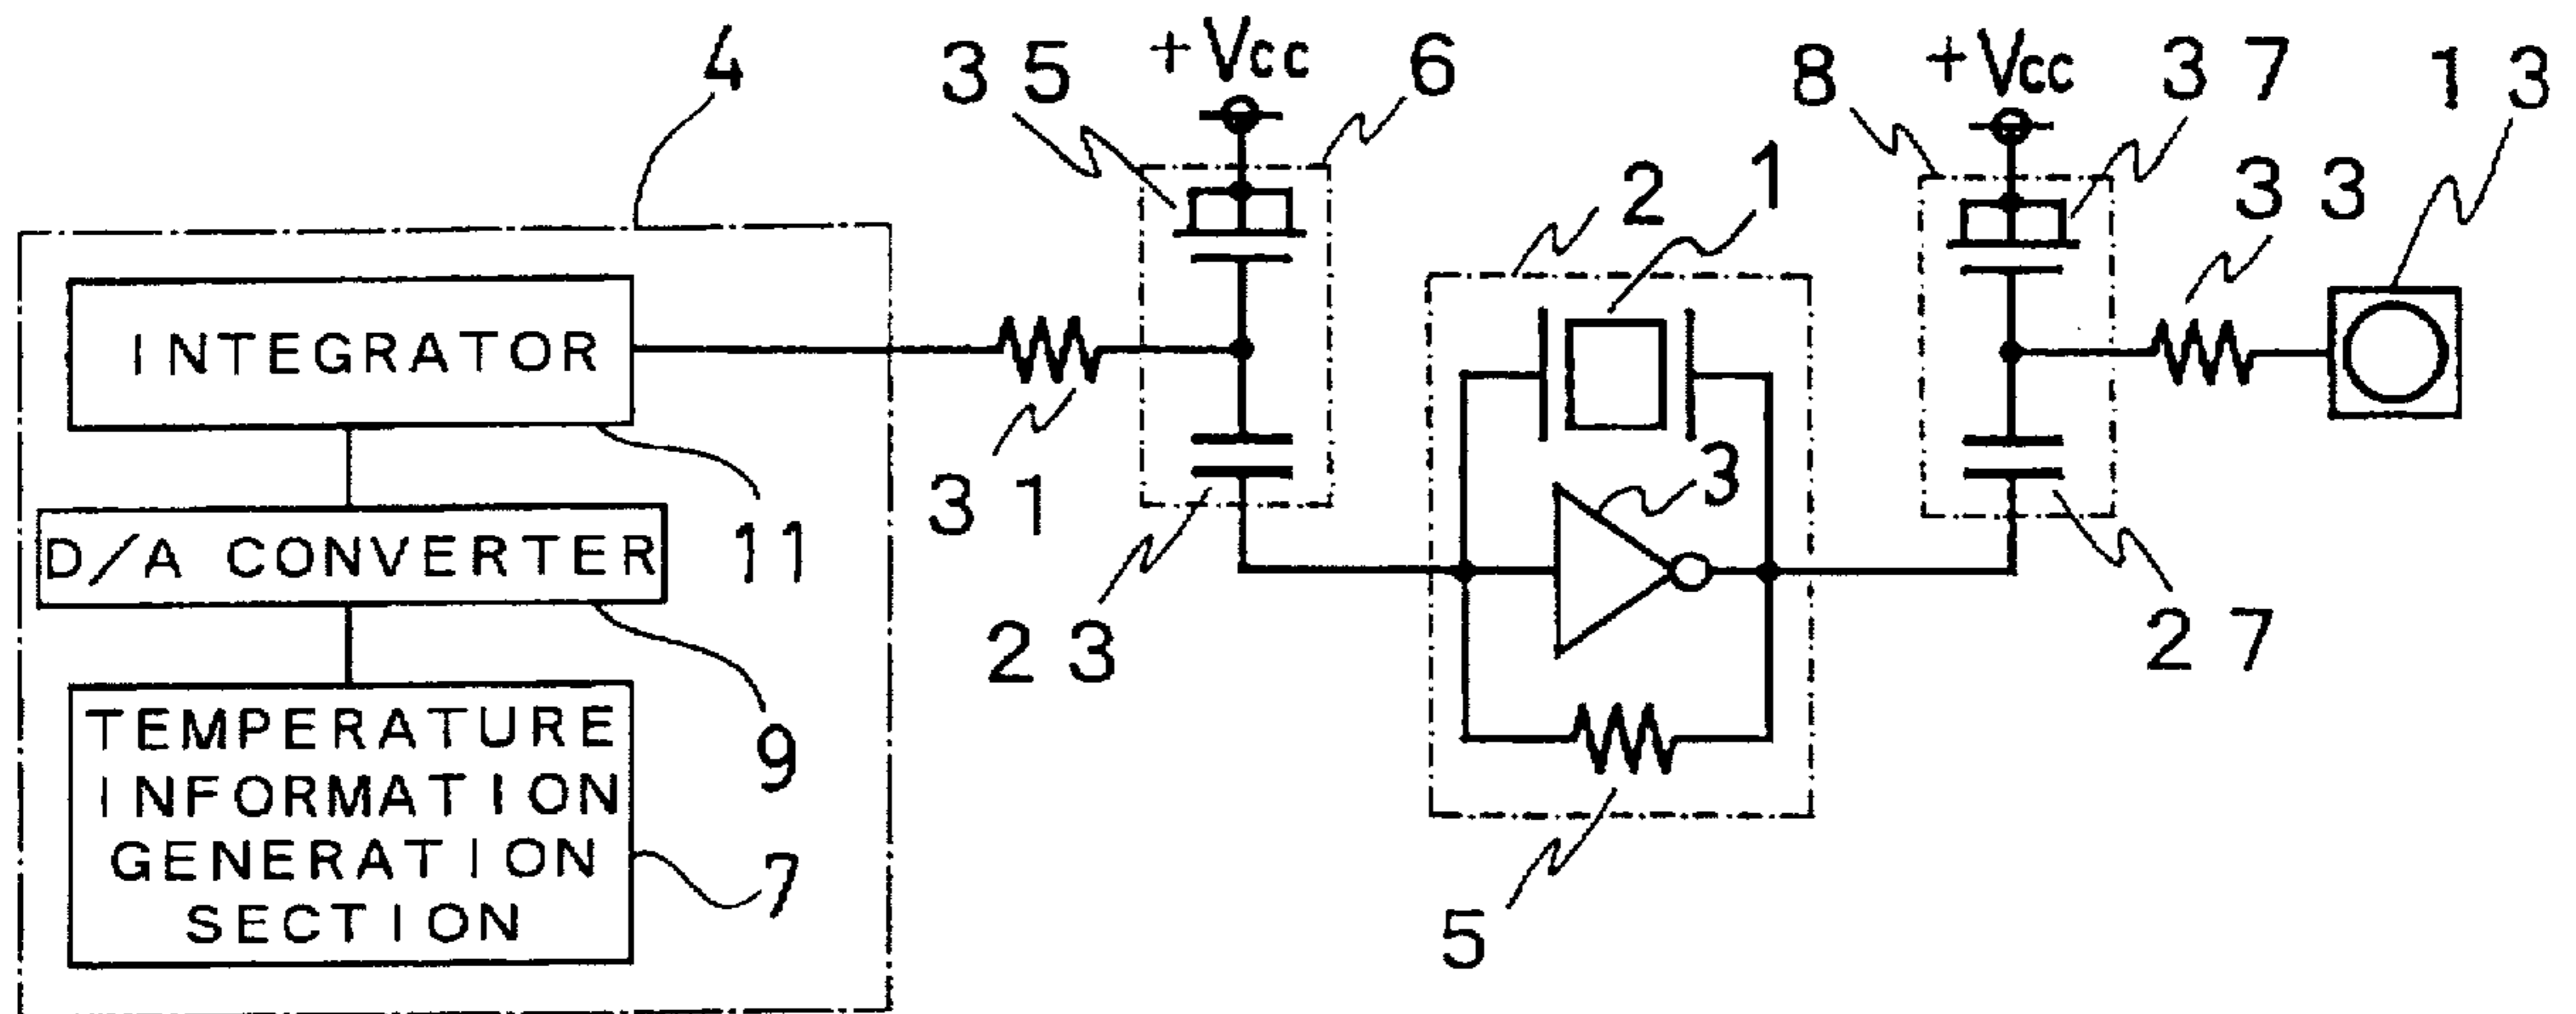 4
35
+Vcc
6
8
+Vcc
37
13
2
1
33
INTEGRATOR
31
3
11
D/A CONVERTER
23
27
TEMPERATURE
INFORMATION
GENERATION
SECTION
9
7
5